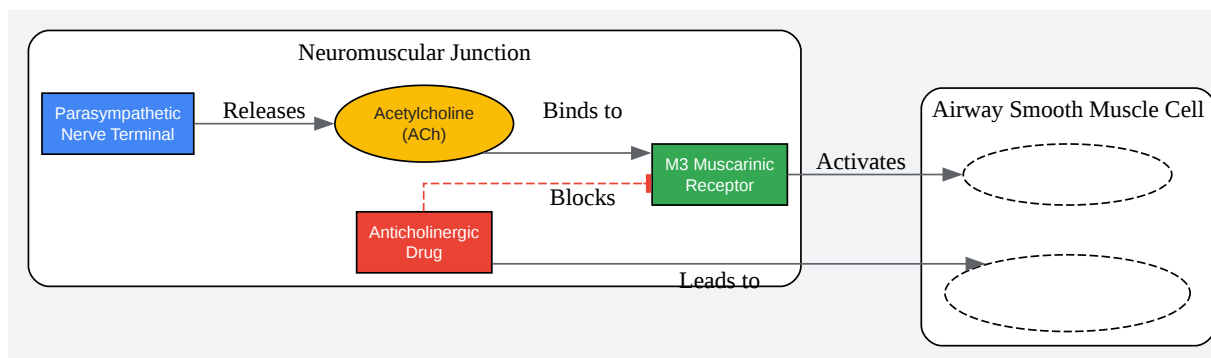 Neuromuscular Junction
Parasympathetic
Nerve Terminal
Releases
Acetylcholine
(ACh)
Binds to
M3 Muscarinic
Receptor
Blocks
Anticholinergic
Drug
Activates
Leads to
Airway Smooth Muscle Cell